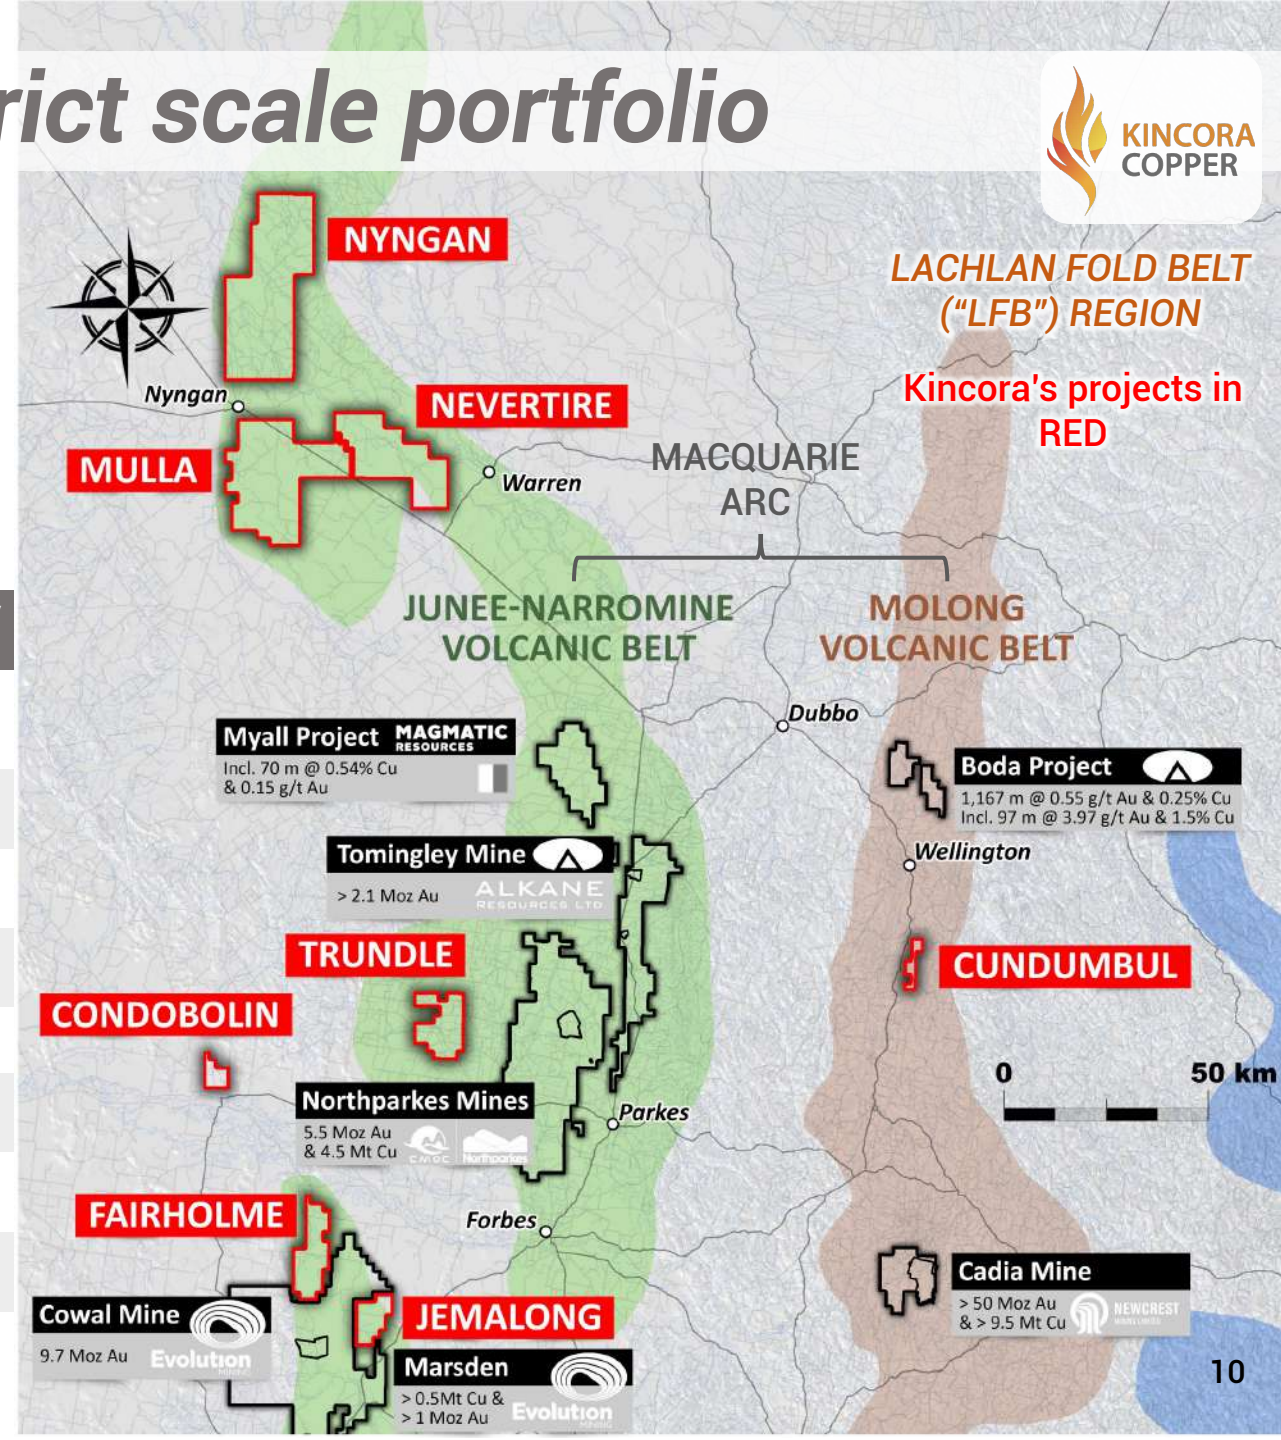 rict scale portfolio
KINCORA
COPPER
NYNGAN
LACHLAN FOLD BELT
(“LFB”) REGION
Kincora's projects in
RED
Nyngan
NEVERTIRE
MULLA
Warren
MACQUARIE
ARC
JUNEE-NARROMINE
VOLCANIC BELT
MOLONG
VOLCANIC BELT
Dubbo
Myall Project MAGMATIC
RESOURCES
Incl. 70 m @ 0.54% Cu
& 0.15 g/t Au
Boda Project
1,167 m @ 0.55 g/t Au & 0.25% Cu
Incl. 97 m @ 3.97 g/t Au & 1.5% Cu
Tomingley Mine
> 2.1 Moz Au
ALKANE
RESOURCES LTD
Wellington
TRUNDLE
CUNDUMBUL
CONDOBOLIN
0 50 km
Northparkes Mines
5.5 Moz Au
& 4.5 Mt Cu
CMOC Northparkes
Parkes
FAIRHOLME
Forbes
Cadia Mine
> 50 Moz Au
& > 9.5 Mt Cu
NEWCREST
Cowal Mine
9.7 Moz Au
Evolution
JEMALONG
Marsden
> 0.5Mt Cu &
> 1 Moz Au
Evolution
MINING
10